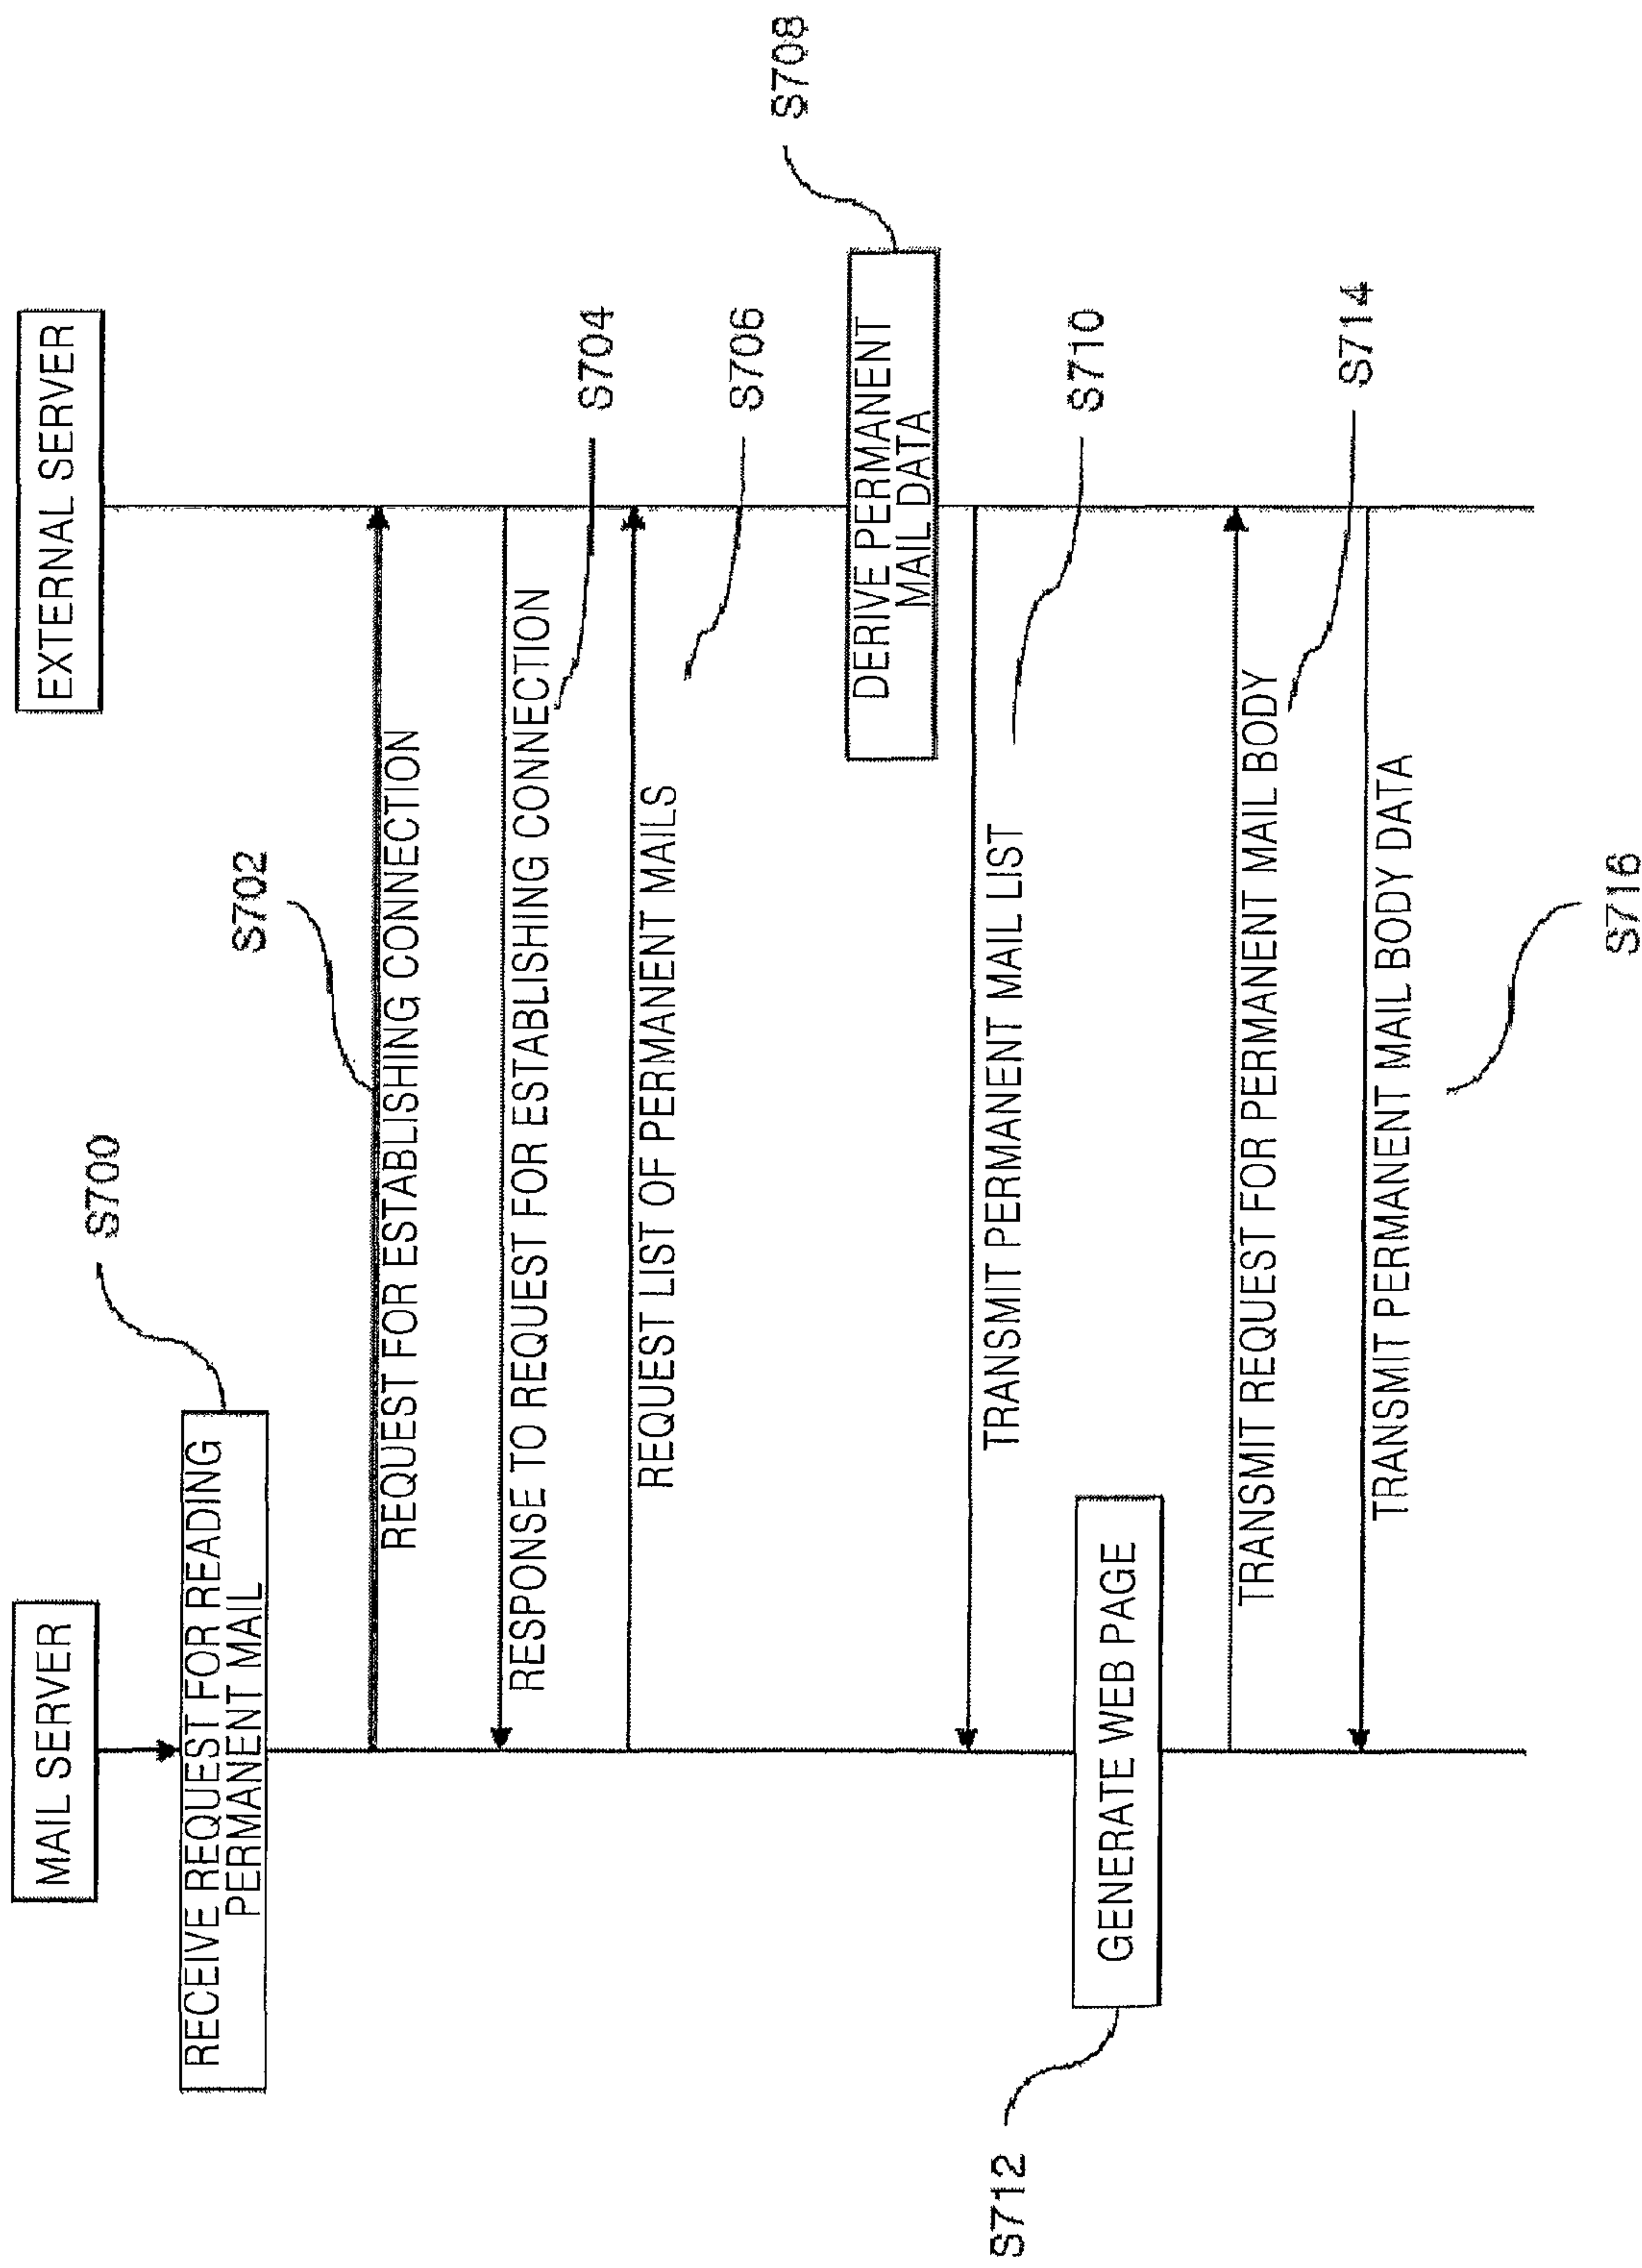 MAIL SERVER
EXTERNAL SERVER
S700
RECEIVE REQUEST FOR READING
PERMANENT MAIL
S702
REQUEST FOR ESTABLISHING CONNECTION
RESPONSE TO REQUEST FOR ESTABLISHING CONNECTION
S704
REQUEST LIST OF PERMANENT MAILS
S706
S708
DERIVE PERMANENT
MAIL DATA
TRANSMIT PERMANENT MAIL LIST
S710
S712
GENERATE WEB PAGE
TRANSMIT REQUEST FOR PERMANENT MAIL BODY
S714
TRANSMIT PERMANENT MAIL BODY DATA
S716